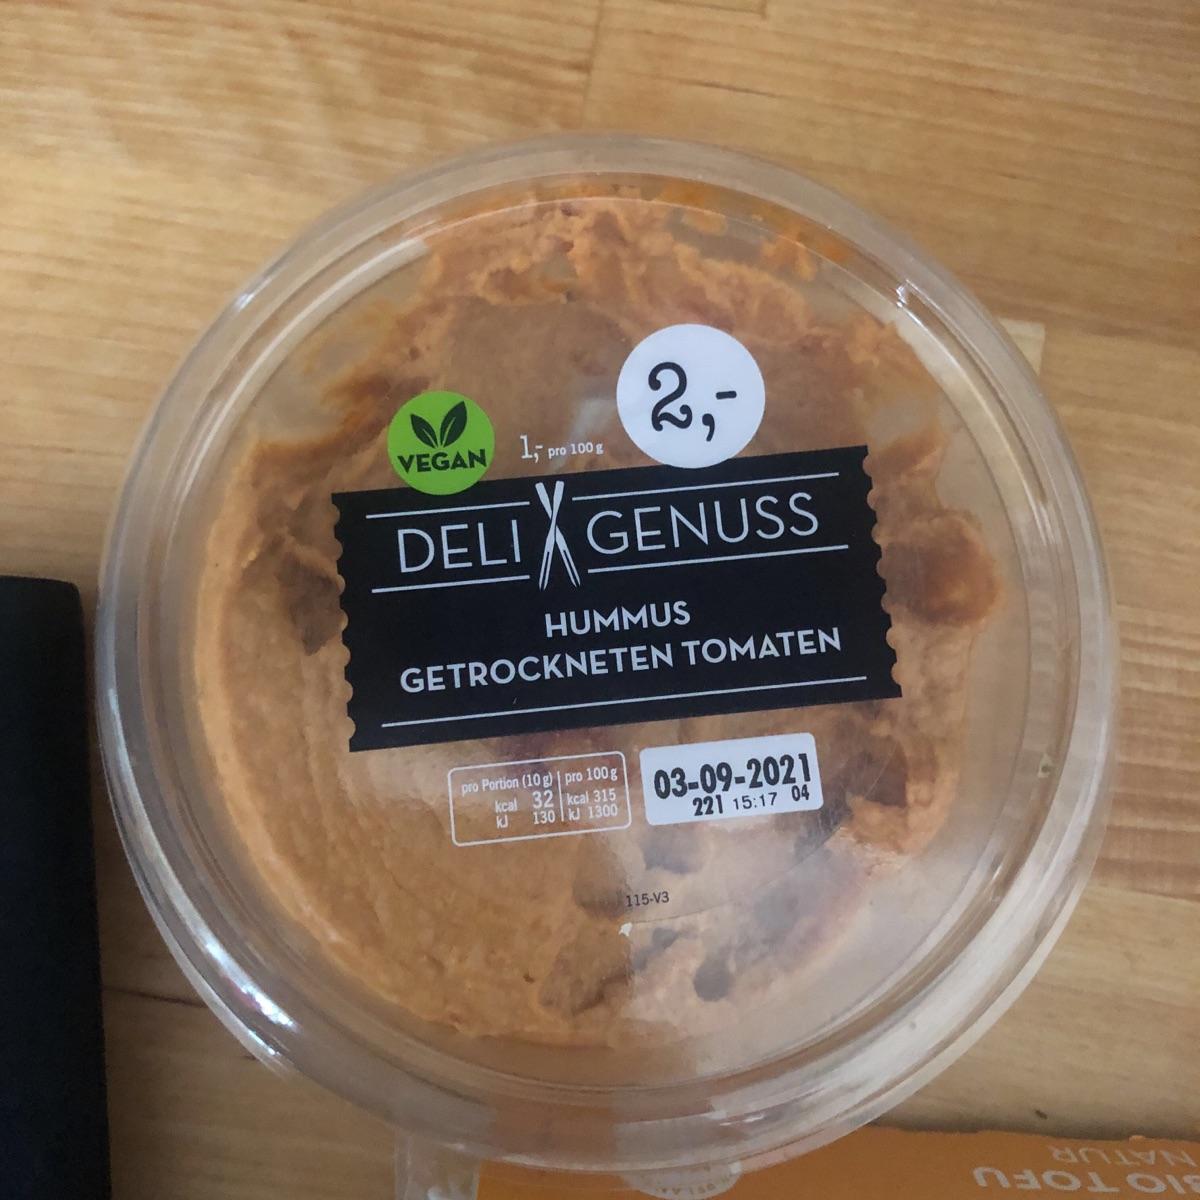 2,-
VEGAN
1,- pro 100 g
DELI GENUSS
HUMMUS
GETROCKNETEN TOMATEN
pro Portion (10 g) pro 100 g
kcal 32 kcal 315
kJ 130 kJ 1300
03-09-2021
221 15:17 04
115-V3
BIO TOFU
NATUR